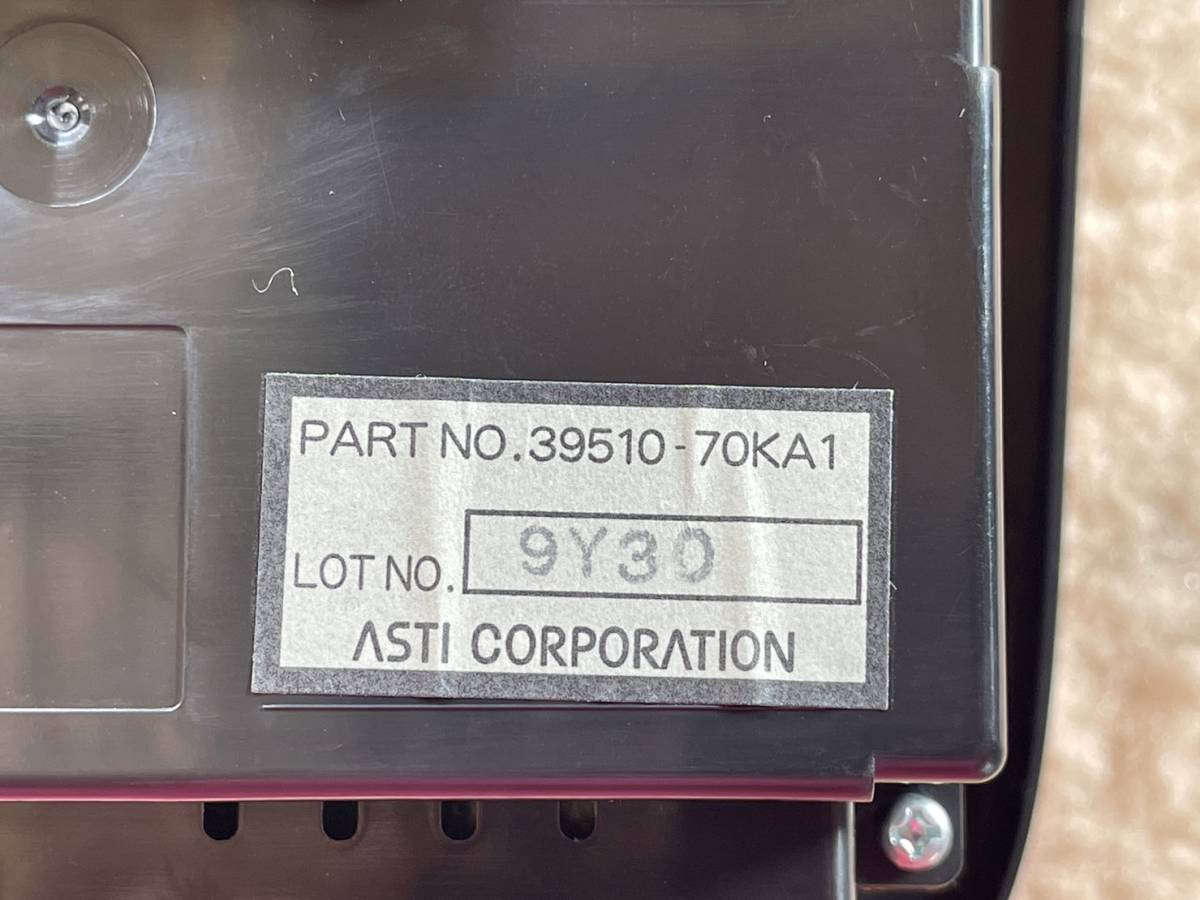 PART NO.39510-70KA1
LOT NO. 9Y30
ASTI CORPORATION